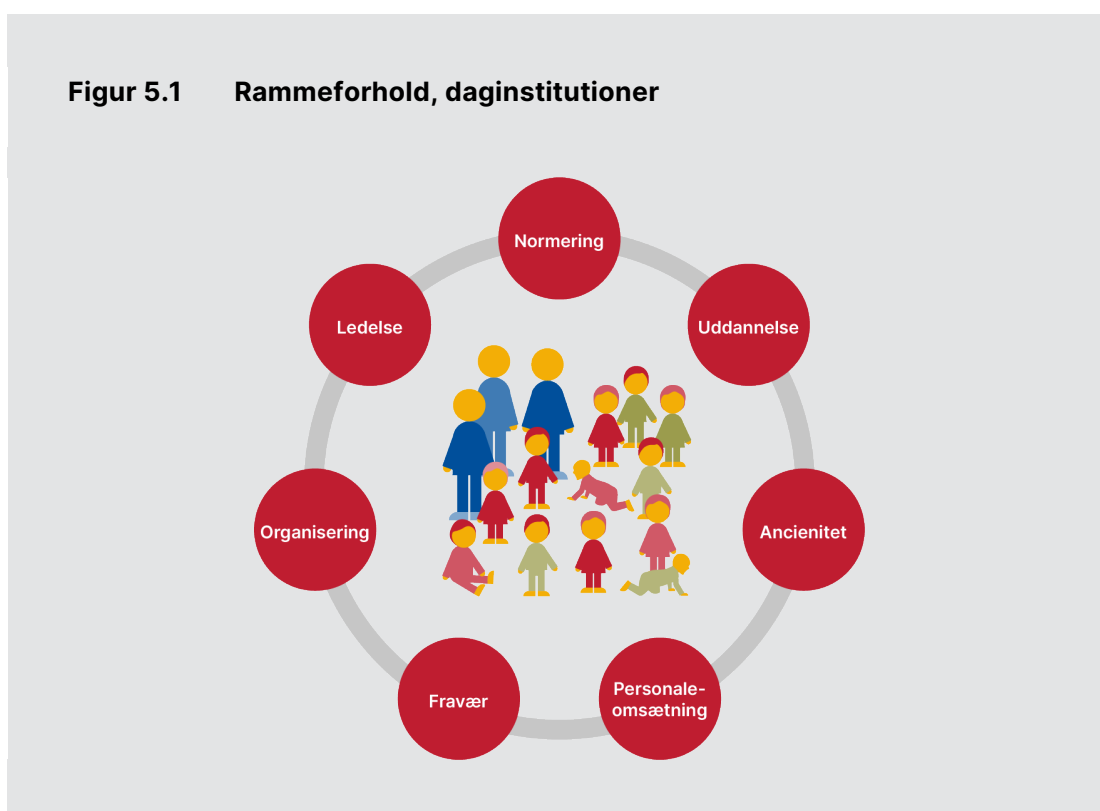 Figur 5.1 Rammeforhold, daginstitutioner
Normering
Ledelse
Uddannelse
Organisering
Ancienitet
Fravær
Personale-
omsætning